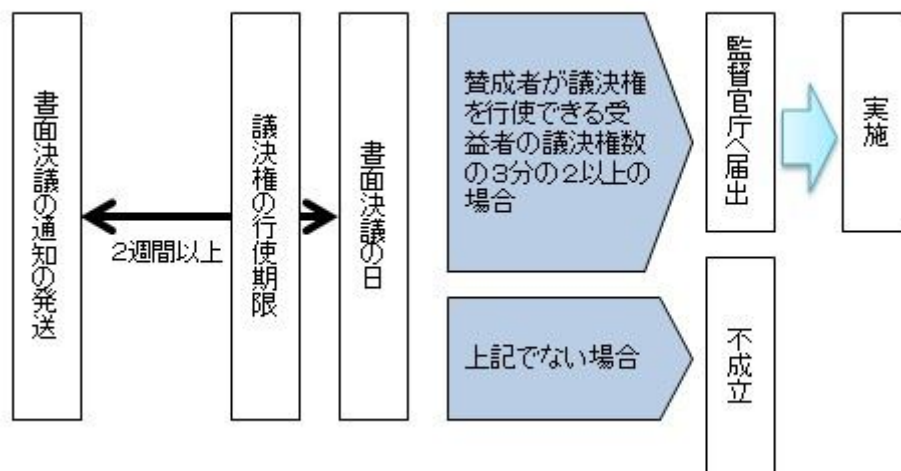 書面決議の通知の発送
2週間以上
議決権の行使期限
書面決議の日
賛成者が議決権
を行使できる受
益者の議決権数
の3分の2以上の
場合
監督官庁へ届出
実施
上記でない場合
不成立